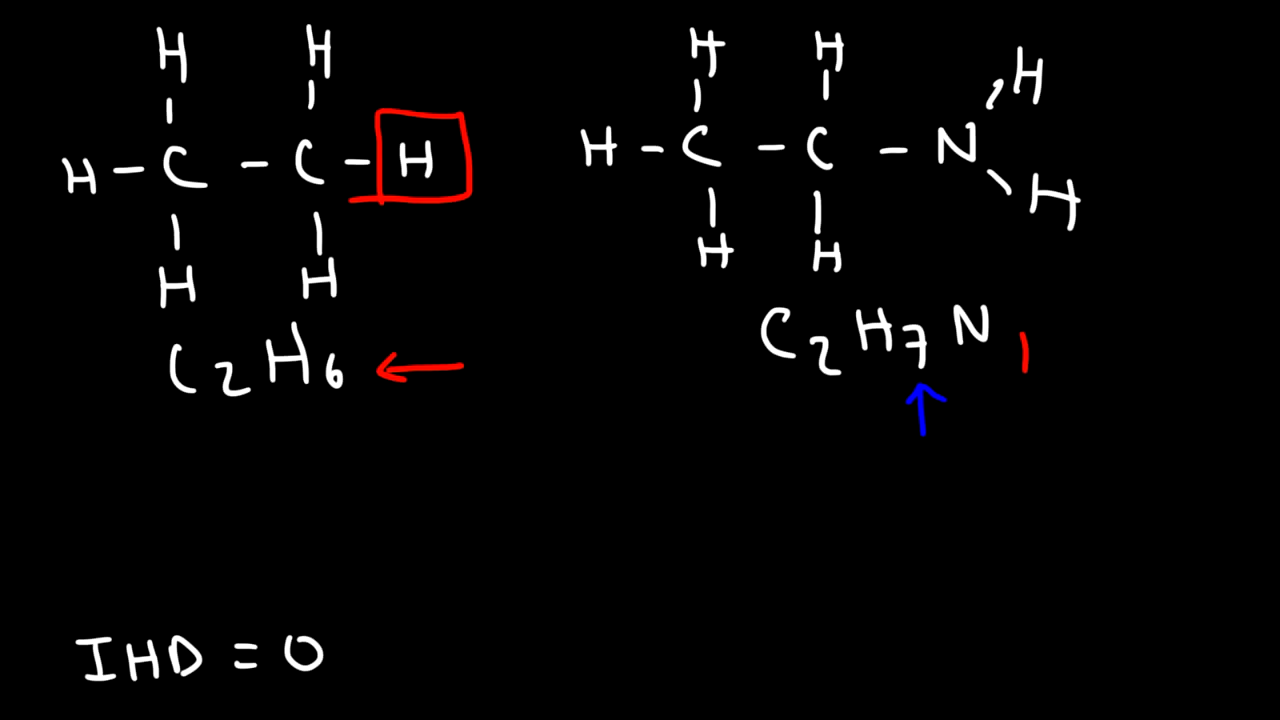 H H
H - C - C - H
H H
C2H6
H H H
H - C - C - N
H H H
C2H7N
IHD = 0